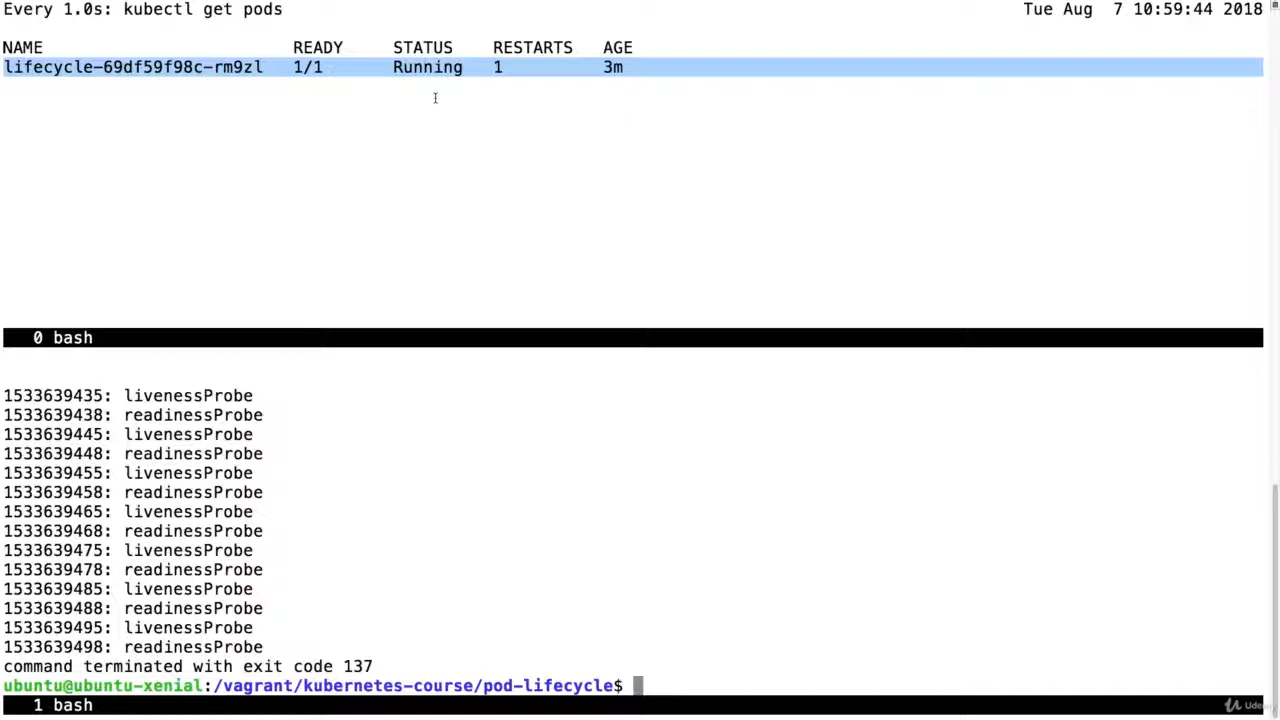 Every 1.0s: kubectl get pods Tue Aug  7 10:59:44 2018
NAME READY STATUS RESTARTS AGE
lifecycle-69df59f98c-rm9zl 1/1 Running 1 3m
0 bash
1533639435: livenessProbe
1533639438: readinessProbe
1533639445: livenessProbe
1533639448: readinessProbe
1533639455: livenessProbe
1533639458: readinessProbe
1533639465: livenessProbe
1533639468: readinessProbe
1533639475: livenessProbe
1533639478: readinessProbe
1533639485: livenessProbe
1533639488: readinessProbe
1533639495: livenessProbe
1533639498: readinessProbe
command terminated with exit code 137
ubuntu@ubuntu-xenial:/vagrant/kubernetes-course/pod-lifecycle$
1 bash